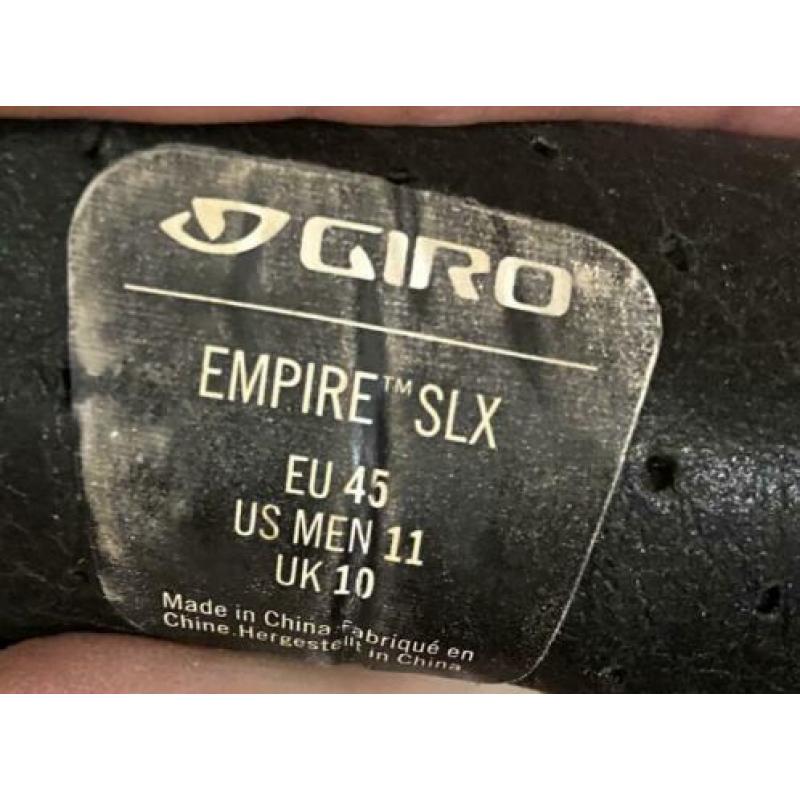 GIRO
EMPIRE™ SLX
EU 45
US MEN 11
UK 10
Made in China Fabriqué en
Chine Hergestellt in China